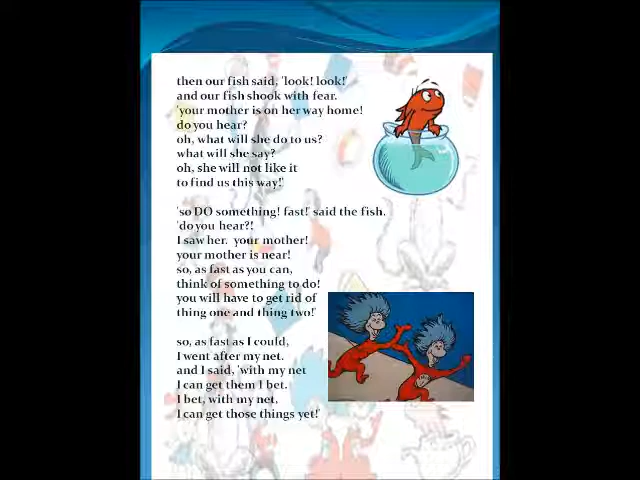 then our fish said, 'look! look!'
and our fish shook with fear.
'your mother is on her way home!
do you hear?
oh, what will she do to us?
what will she say?
oh, she will not like it
to find us this way!'
'so DO something! fast!' said the fish.
'do you hear?!
I saw her. your mother!
your mother is near!
so, as fast as you can,
think of something to do!
you will have to get rid of
thing one and thing two!'
so, as fast as I could,
I went after my net.
and I said, 'with my net
I can get them I bet.
I bet, with my net,
I can get those things yet!'